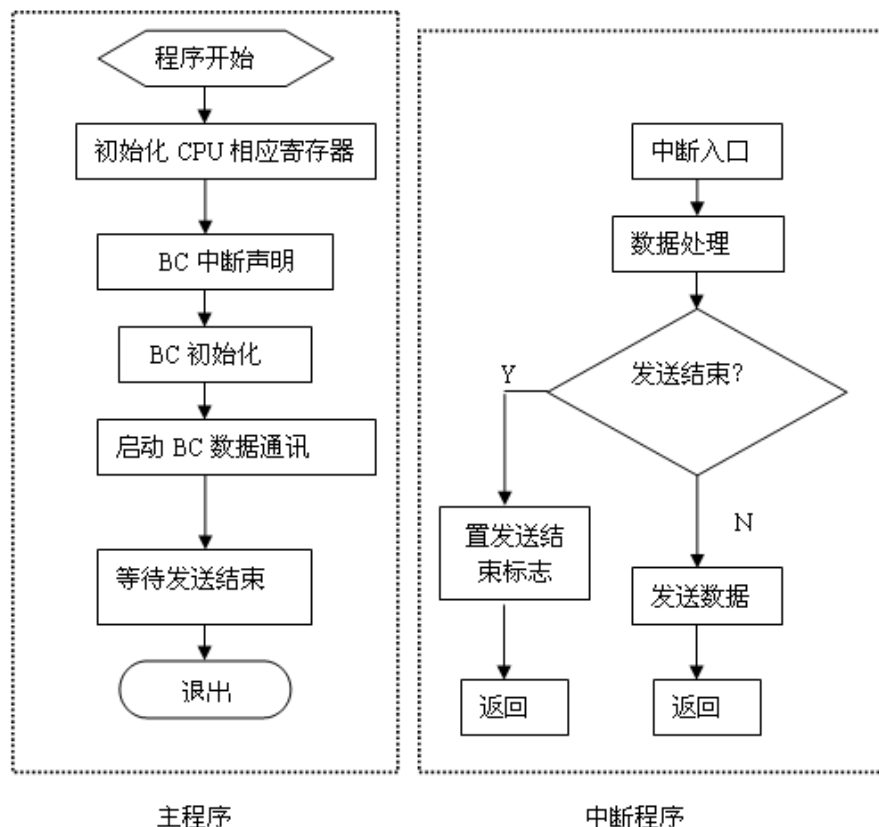 程序开始
初始化 CPU 相应寄存器
BC 中断声明
BC 初始化
启动 BC 数据通讯
等待发送结束
退出
主程序
中断入口
数据处理
发送结束?
Y
N
置发送结
束标志
发送数据
返回
返回
中断程序